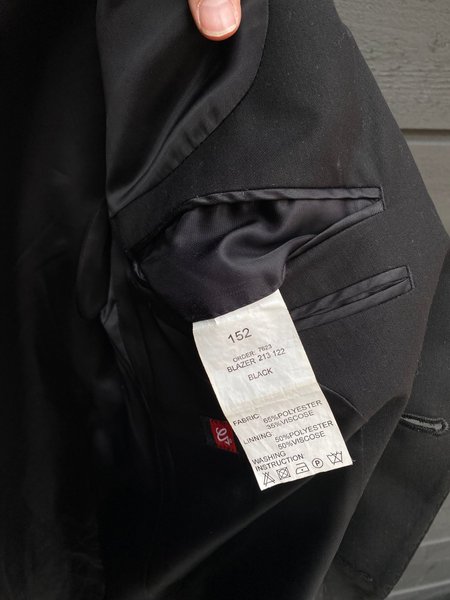 152
ORDER 7623
BLAZER 213 122
BLACK
FABRIC: 65%POLYESTER
35%VISCOSE
LINNING: 50%POLYESTER
50%VISCOSE
WASHING
INSTRUCTION